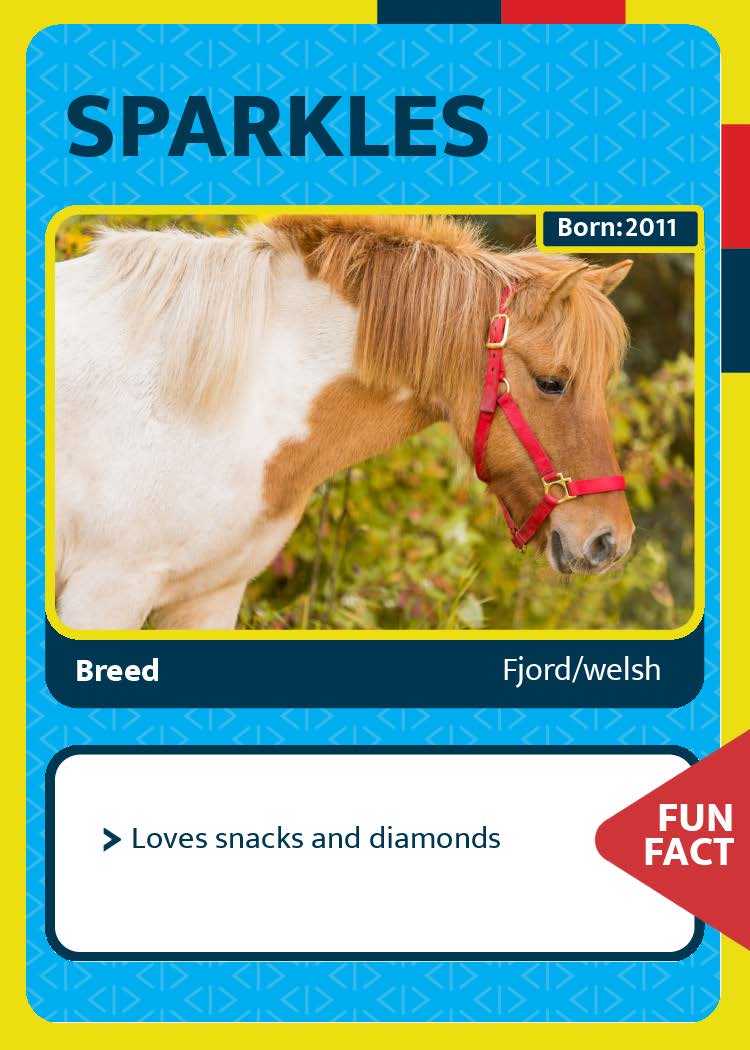 SPARKLES
Born:2011
Breed
Fjord/welsh
> Loves snacks and diamonds
FUN
FACT